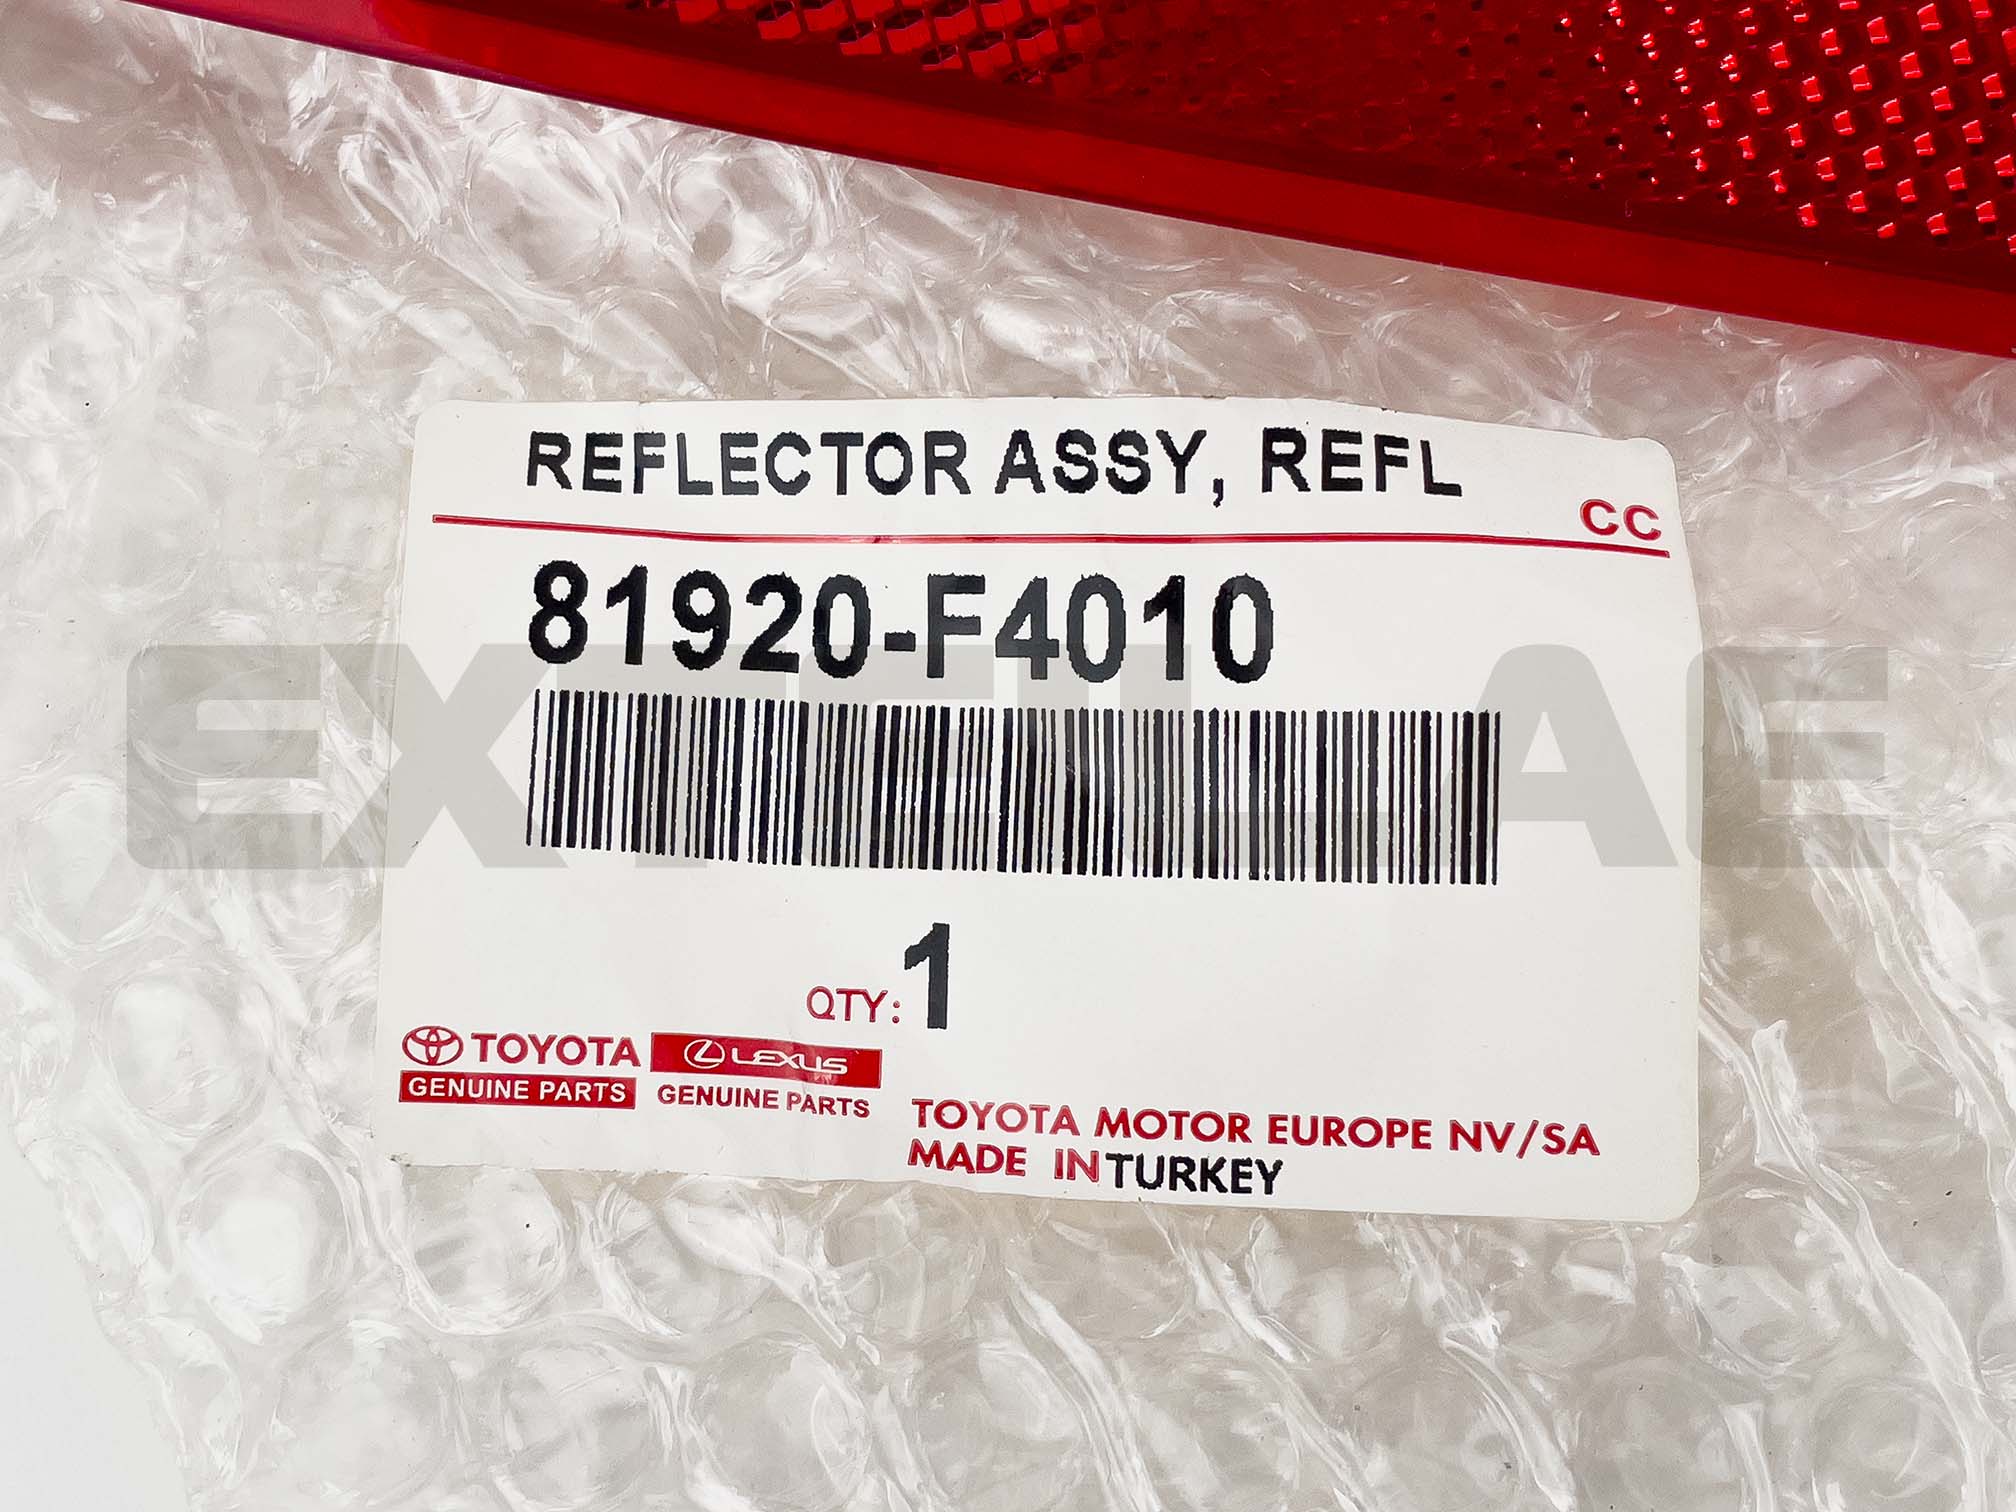 REFLECTOR ASSY, REFL
CC
81920-F4010
EXTCLLAE
QTY: 1
TOYOTA
GENUINE PARTS
LEXUS
GENUINE PARTS
TOYOTA MOTOR EUROPE NV/SA
MADE IN TURKEY